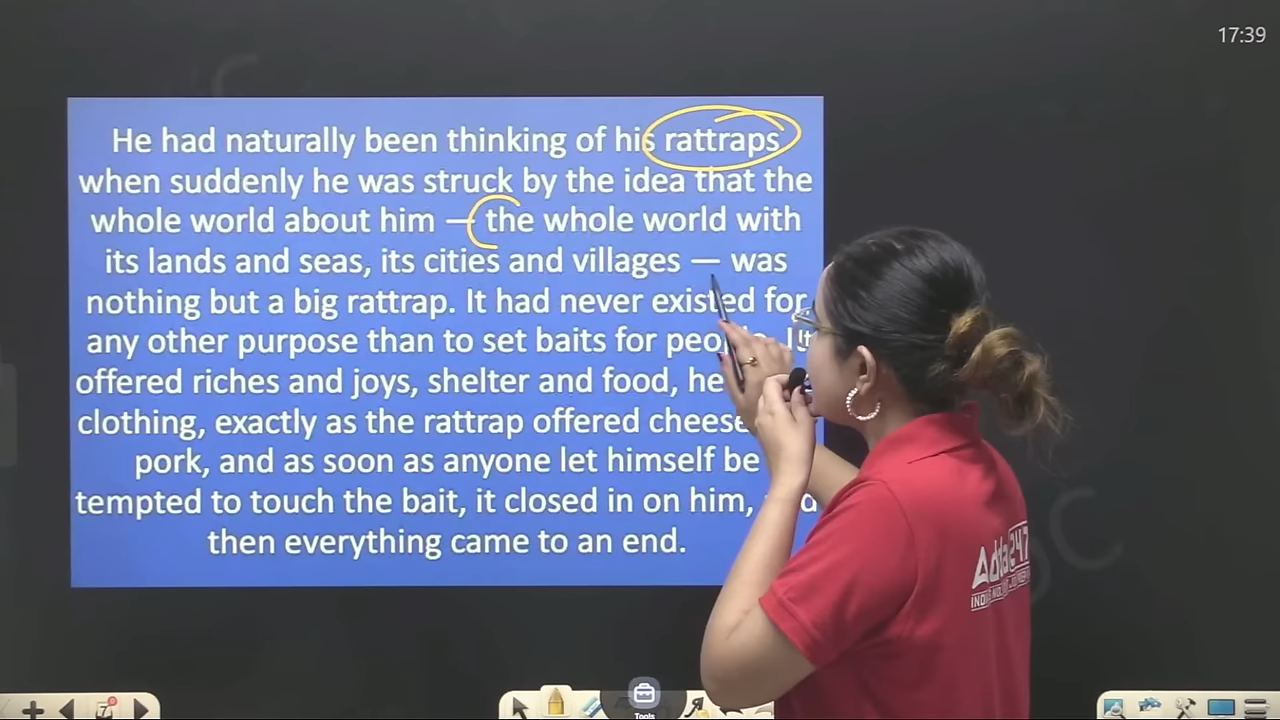 17:39
He had naturally been thinking of his rattraps
when suddenly he was struck by the idea that the
whole world about him — the whole world with
its lands and seas, its cities and villages — was
nothing but a big rattrap. It had never existed for
any other purpose than to set baits for
offered riches and joys, shelter and food,
clothing, exactly as the rattrap offered cheese
pork, and as soon as anyone let himself be
tempted to touch the bait, it closed in on him,
then everything came to an end.
Adda247
Tools